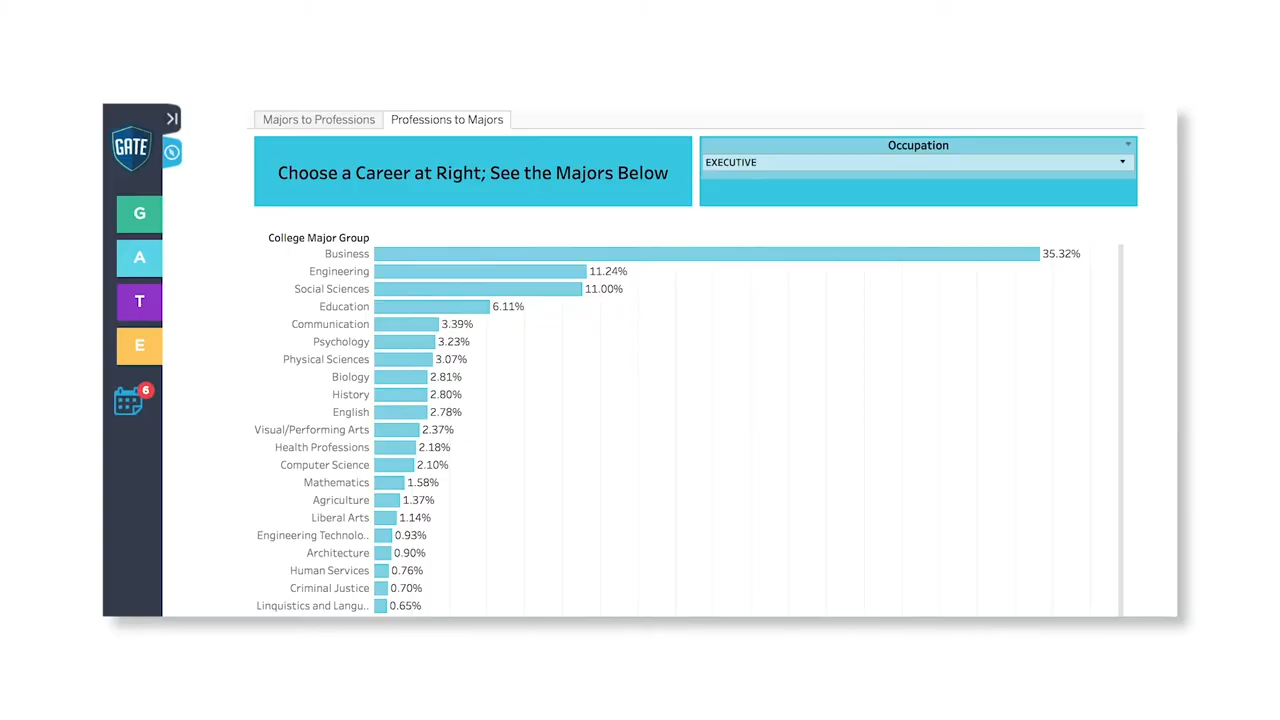 GATE
G
A
T
E
6
Majors to Professions
Professions to Majors
Choose a Career at Right; See the Majors Below
Occupation
EXECUTIVE
College Major Group
Business 35.32%
Engineering 11.24%
Social Sciences 11.00%
Education 6.11%
Communication 3.39%
Psychology 3.23%
Physical Sciences 3.07%
Biology 2.81%
History 2.80%
English 2.78%
Visual/Performing Arts 2.37%
Health Professions 2.18%
Computer Science 2.10%
Mathematics 1.58%
Agriculture 1.37%
Liberal Arts 1.14%
Engineering Technolo.. 0.93%
Architecture 0.90%
Human Services 0.76%
Criminal Justice 0.70%
Linquistics and Langu.. 0.65%